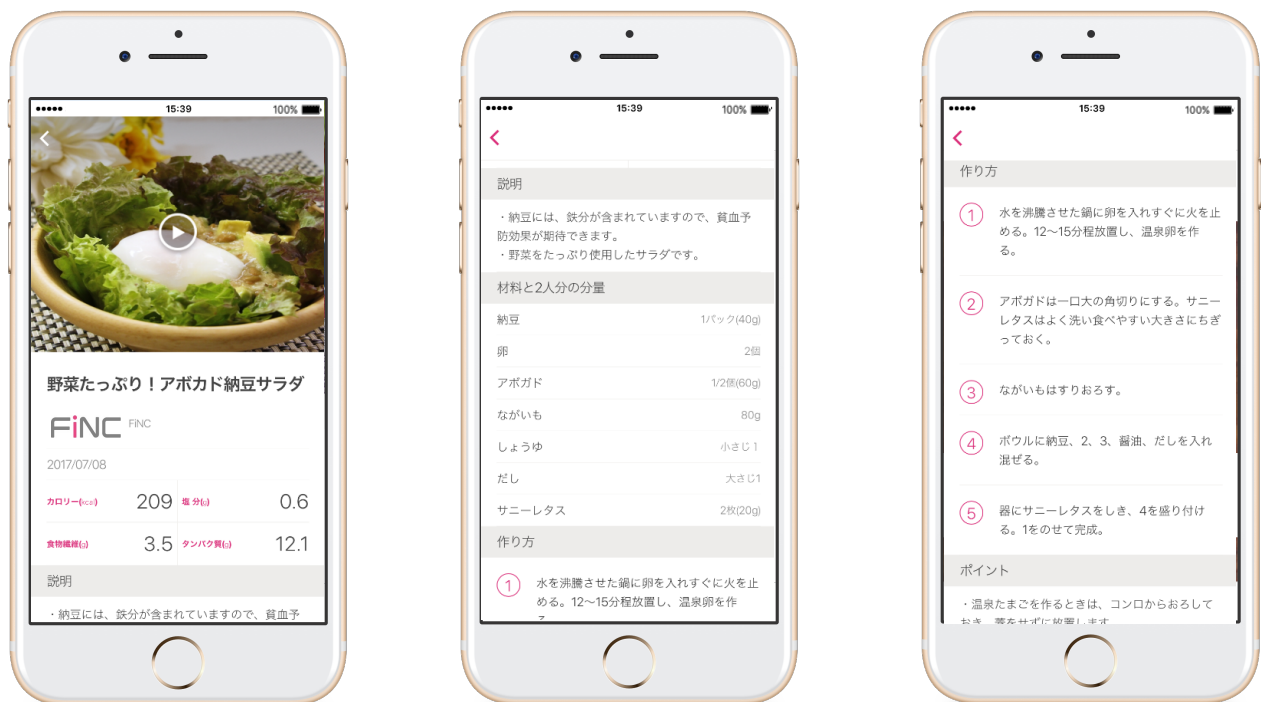 15:39
100%
野菜たっぷり！アボカド納豆サラダ
FiNC FiNC
2017/07/08
カロリー(kcal) 209 塩分(g) 0.6
食物繊維(g) 3.5 タンパク質(g) 12.1
説明
・納豆には、鉄分が含まれていますので、貧血予
15:39
100%
説明
・納豆には、鉄分が含まれていますので、貧血予
防効果が期待できます。
・野菜をたっぷり使用したサラダです。
材料と2人分の分量
納豆 1パック(40g)
卵 2個
アボガド 1/2個(60g)
ながいも 80g
しょうゆ 小さじ1
だし 大さじ1
サニーレタス 2枚(20g)
作り方
1 水を沸騰させた鍋に卵を入れすぐに火を止
める。12〜15分程放置し、温泉卵を作
15:39
100%
作り方
1 水を沸騰させた鍋に卵を入れすぐに火を止
める。12〜15分程放置し、温泉卵を作
る。
2 アボガドは一口大の角切りにする。サニー
レタスはよく洗い食べやすい大きさにちぎ
っておく。
3 ながいもはすりおろす。
4 ボウルに納豆、2、3、醤油、だしを入れ
混ぜる。
5 器にサニーレタスをしき、4を盛り付け
る。1をのせて完成。
ポイント
・温泉たまごを作るときは、コンロからおろして
おき、蓋をせずに放置します